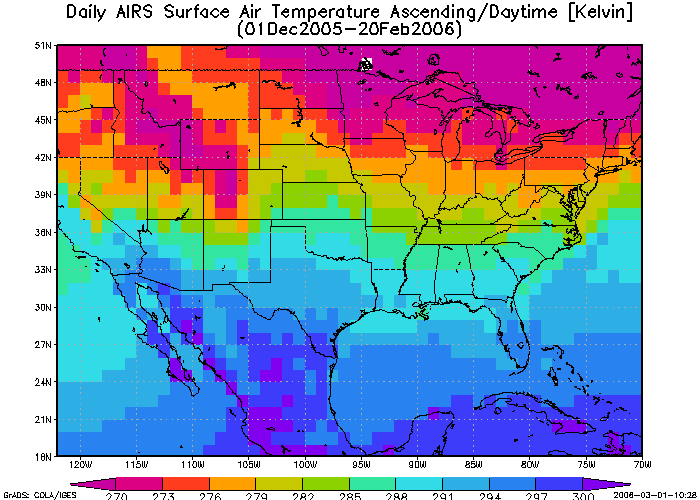 Daily AIRS Surface Air Temperature Ascending/Daytime [Kelvin]
(01Dec2005-20Feb2006)
51N
48N
45N
42N
39N
36N
33N
30N
27N
24N
21N
18N
120W 115W 110W 105W 100W 95W 90W 85W 80W 75W 70W
270 273 276 279 282 285 288 291 294 297 300
GrADS: COLA/IGES 2006-03-01-10:26